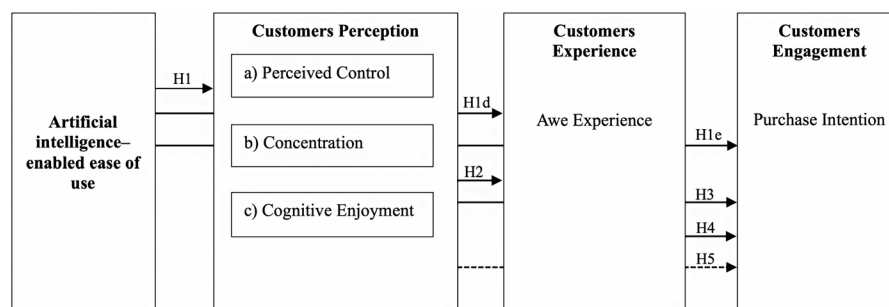 Artificial
intelligence–
enabled ease of
use
H1
Customers Perception
a) Perceived Control
b) Concentration
c) Cognitive Enjoyment
H1d
H2
Customers
Experience
Awe Experience
H1e
H3
H4
H5
Customers
Engagement
Purchase Intention